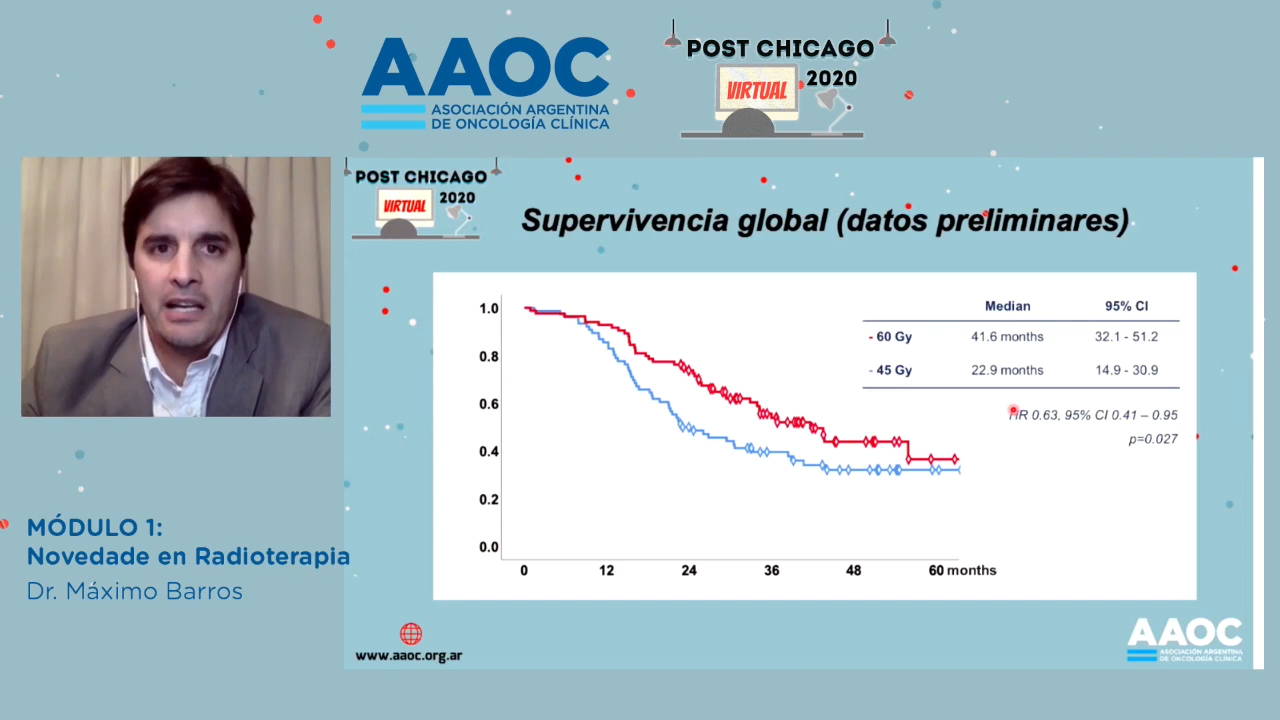 AAOC
ASOCIACIÓN ARGENTINA
DE ONCOLOGÍA CLÍNICA
POST CHICAGO
2020
VIRTUAL
POST CHICAGO
2020
VIRTUAL
Supervivencia global (datos preliminares)
Median 95% CI
- 60 Gy 41.6 months 32.1 - 51.2
- 45 Gy 22.9 months 14.9 - 30.9
HR 0.63, 95% CI 0.41 – 0.95
p=0.027
1.0
0.8
0.6
0.4
0.2
0.0
0 12 24 36 48 60 months
MÓDULO 1:
Novedade en Radioterapia
Dr. Máximo Barros
www.aaoc.org.ar
AAOC
ASOCIACIÓN ARGENTINA
DE ONCOLOGÍA CLÍNICA